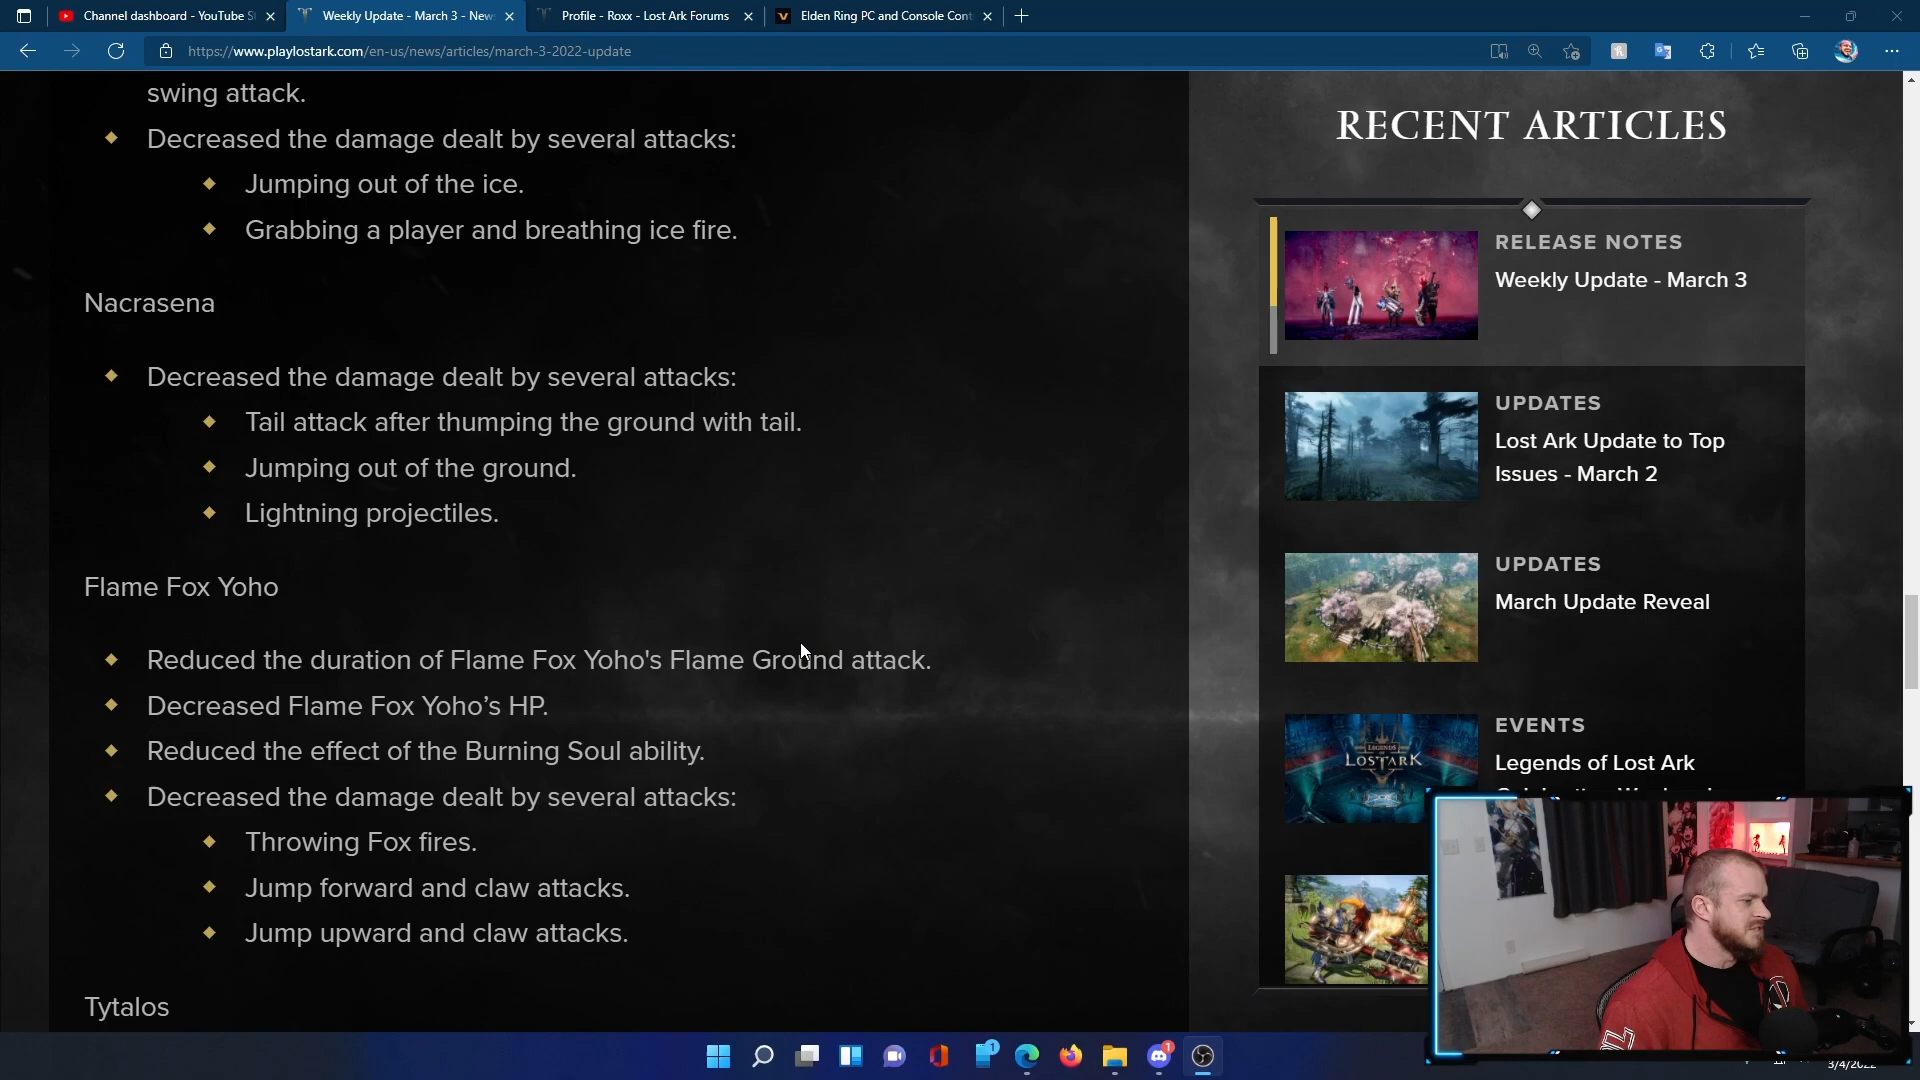 Channel dashboard - YouTube S
Weekly Update - March 3 - New
Profile - Roxx - Lost Ark Forums
Elden Ring PC and Console Cont
https://www.playlostark.com/en-us/news/articles/march-3-2022-update
swing attack.
Decreased the damage dealt by several attacks:
Jumping out of the ice.
Grabbing a player and breathing ice fire.
Nacrasena
Decreased the damage dealt by several attacks:
Tail attack after thumping the ground with tail.
Jumping out of the ground.
Lightning projectiles.
Flame Fox Yoho
Reduced the duration of Flame Fox Yoho's Flame Ground attack.
Decreased Flame Fox Yoho’s HP.
Reduced the effect of the Burning Soul ability.
Decreased the damage dealt by several attacks:
Throwing Fox fires.
Jump forward and claw attacks.
Jump upward and claw attacks.
Tytalos
RECENT ARTICLES
RELEASE NOTES
Weekly Update - March 3
UPDATES
Lost Ark Update to Top
Issues - March 2
UPDATES
March Update Reveal
EVENTS
Legends of Lost Ark
LEGENDS
OF
LOST ARK
1
1
3/4/2022